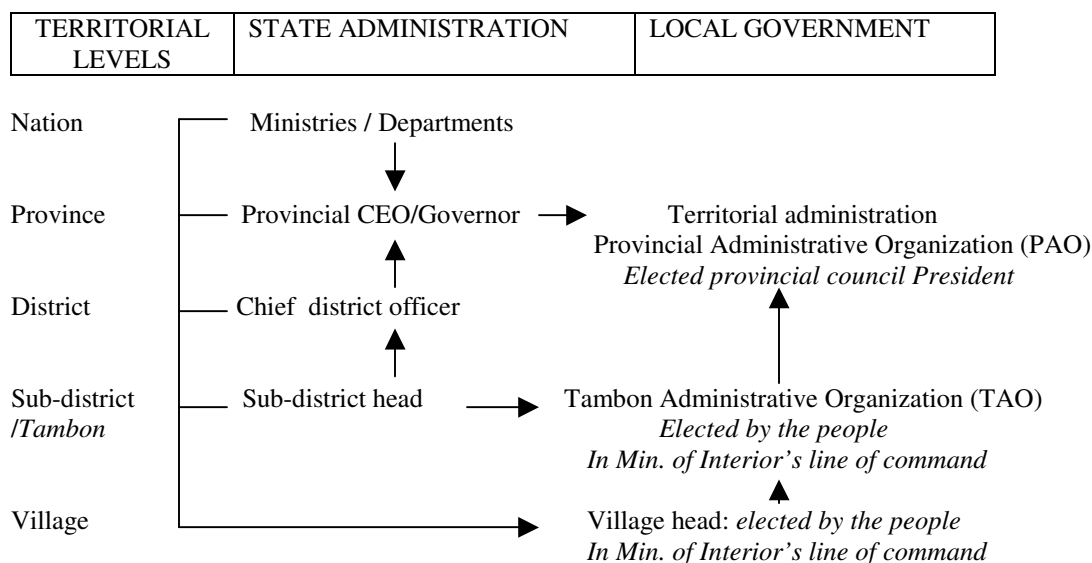 TERRITORIAL LEVELS STATE ADMINISTRATION LOCAL GOVERNMENT
Nation Ministries / Departments
Province Provincial CEO/Governor Territorial administration
Provincial Administrative Organization (PAO)
Elected provincial council President
District Chief district officer
Sub-district Sub-district head Tambon Administrative Organization (TAO)
/Tambon Elected by the people
In Min. of Interior’s line of command
Village Village head: elected by the people
In Min. of Interior’s line of command